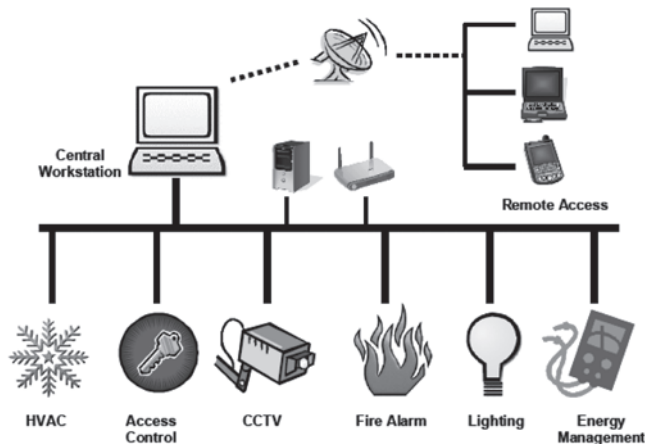 Central
Workstation
Remote Access
HVAC
Access
Control
CCTV
Fire Alarm
Lighting
Energy
Management